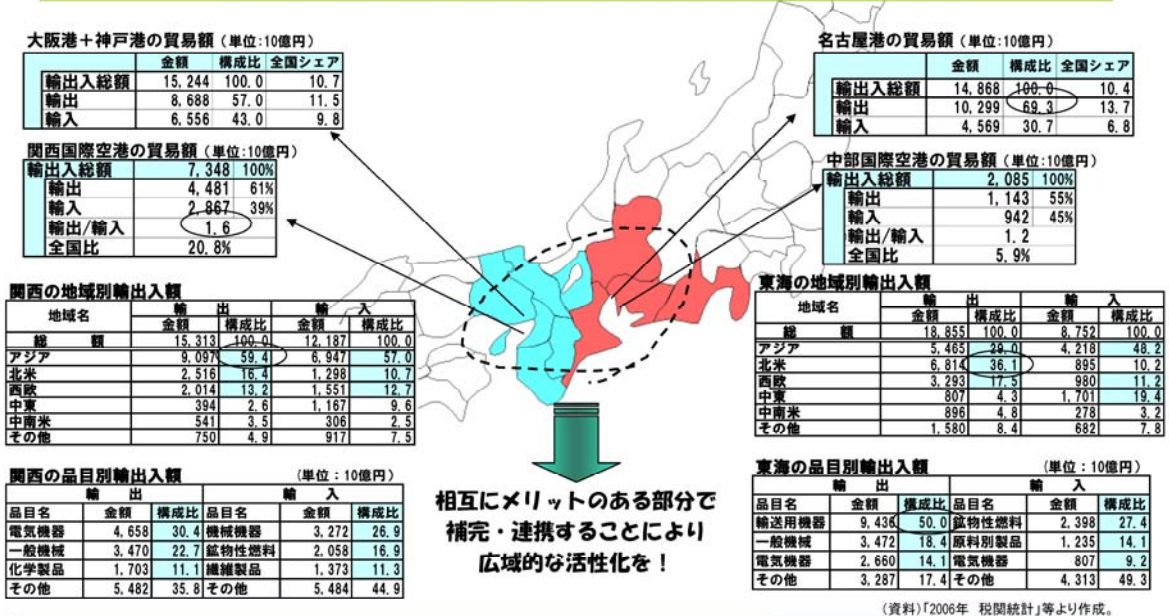 大阪港＋神戸港の貿易額（単位:10億円）
金額 構成比 全国シェア
輸出入総額 15,244 100.0 10.7
輸出 8,688 57.0 11.5
輸入 6,556 43.0 9.8
関西国際空港の貿易額（単位:10億円）
輸出入総額 7,348 100%
輸出 4,481 61%
輸入 2,867 39%
輸出/輸入 1.6
全国比 20.8%
名古屋港の貿易額（単位:10億円）
金額 構成比 全国シェア
輸出入総額 14,868 100.0 10.4
輸出 10,299 69.3 13.7
輸入 4,569 30.7 6.8
中部国際空港の貿易額（単位:10億円）
輸出入総額 2,085 100%
輸出 1,143 55%
輸入 942 45%
輸出/輸入 1.2
全国比 5.9%
関西の地域別輸出入額
地域名 輸 出 輸 入
金額 構成比 金額 構成比
総 額 15,313 100.0 12,187 100.0
アジア 9,097 59.4 6,947 57.0
北米 2,516 16.4 1,298 10.7
西欧 2,014 13.2 1,551 12.7
中東 394 2.6 1,167 9.6
中南米 541 3.5 306 2.5
その他 750 4.9 917 7.5
東海の地域別輸出入額
地域名 輸 出 輸 入
金額 構成比 金額 構成比
総 額 18,855 100.0 8,752 100.0
アジア 5,465 29.0 4,218 48.2
北米 6,814 36.1 895 10.2
西欧 3,293 17.5 980 11.2
中東 807 4.3 1,701 19.4
中南米 896 4.8 278 3.2
その他 1,580 8.4 682 7.8
関西の品目別輸出入額 （単位：10億円）
輸 出 輸 入
品目名 金額 構成比 品目名 金額 構成比
電気機器 4,658 30.4 機械機器 3,272 26.9
一般機械 3,470 22.7 鉱物性燃料 2,058 16.9
化学製品 1,703 11.1 繊維製品 1,373 11.3
その他 5,482 35.8 その他 5,484 44.9
相互にメリットのある部分で
補完・連携することにより
広域的な活性化を！
東海の品目別輸出入額 （単位：10億円）
輸 出 輸 入
品目名 金額 構成比 品目名 金額 構成比
輸送用機器 9,436 50.0 鉱物性燃料 2,398 27.4
一般機械 3,472 18.4 原料別製品 1,235 14.1
電気機器 2,660 14.1 電気機器 807 9.2
その他 3,287 17.4 その他 4,313 49.3
（資料）「2006年 税関統計」等より作成。